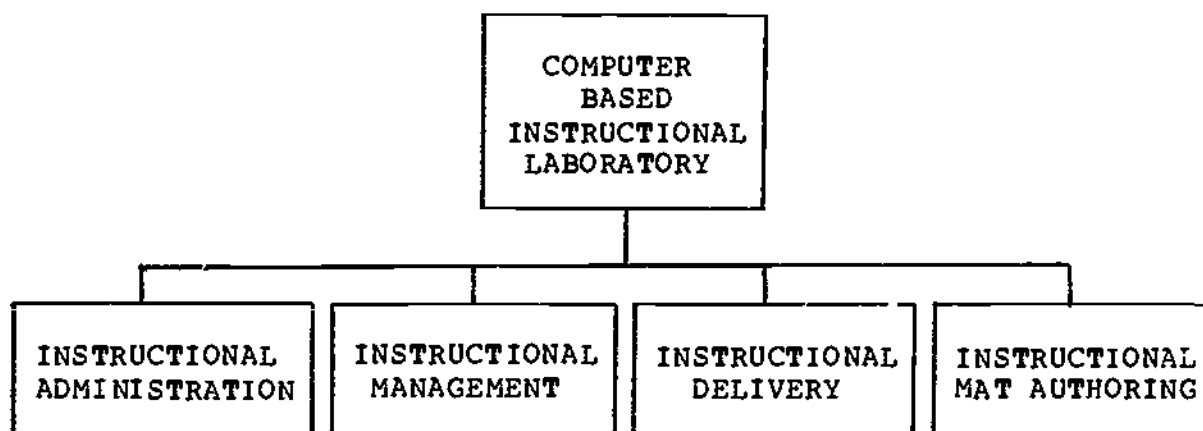 COMPUTER
BASED
INSTRUCTIONAL
LABORATORY
INSTRUCTIONAL
ADMINISTRATION
INSTRUCTIONAL
MANAGEMENT
INSTRUCTIONAL
DELIVERY
INSTRUCTIONAL
MAT AUTHORING